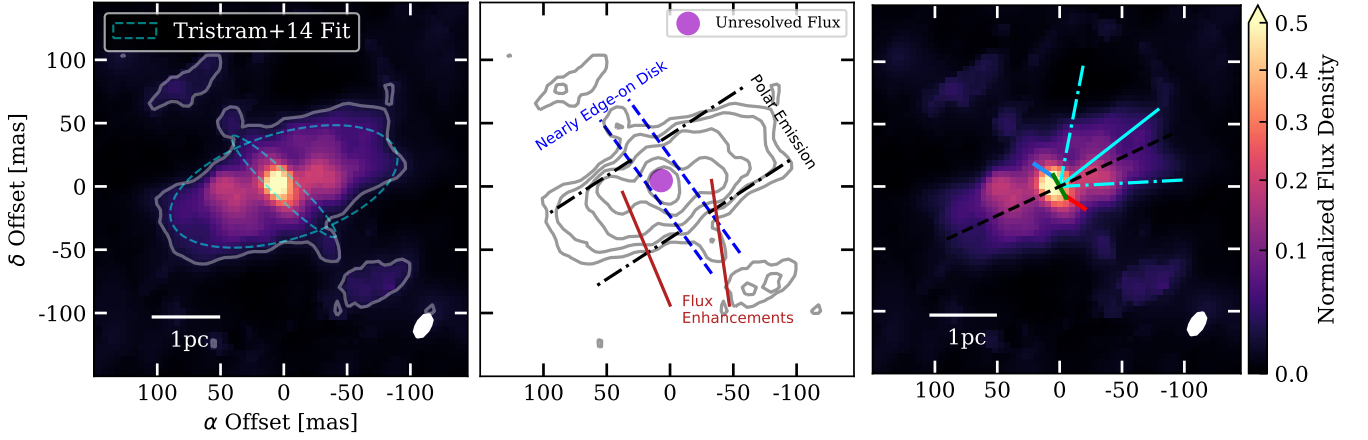 Tristram+14 Fit
100
50
0
-50
-100
δ Offset [mas]
1pc
100
50
0
-50
-100
α Offset [mas]
Unresolved Flux
Nearly Edge-on Disk
Polar Emission
Flux
Enhancements
100
50
0
-50
-100
1pc
100
50
0
-50
-100
0.5
0.4
0.3
0.2
0.1
0.0
Normalized Flux Density